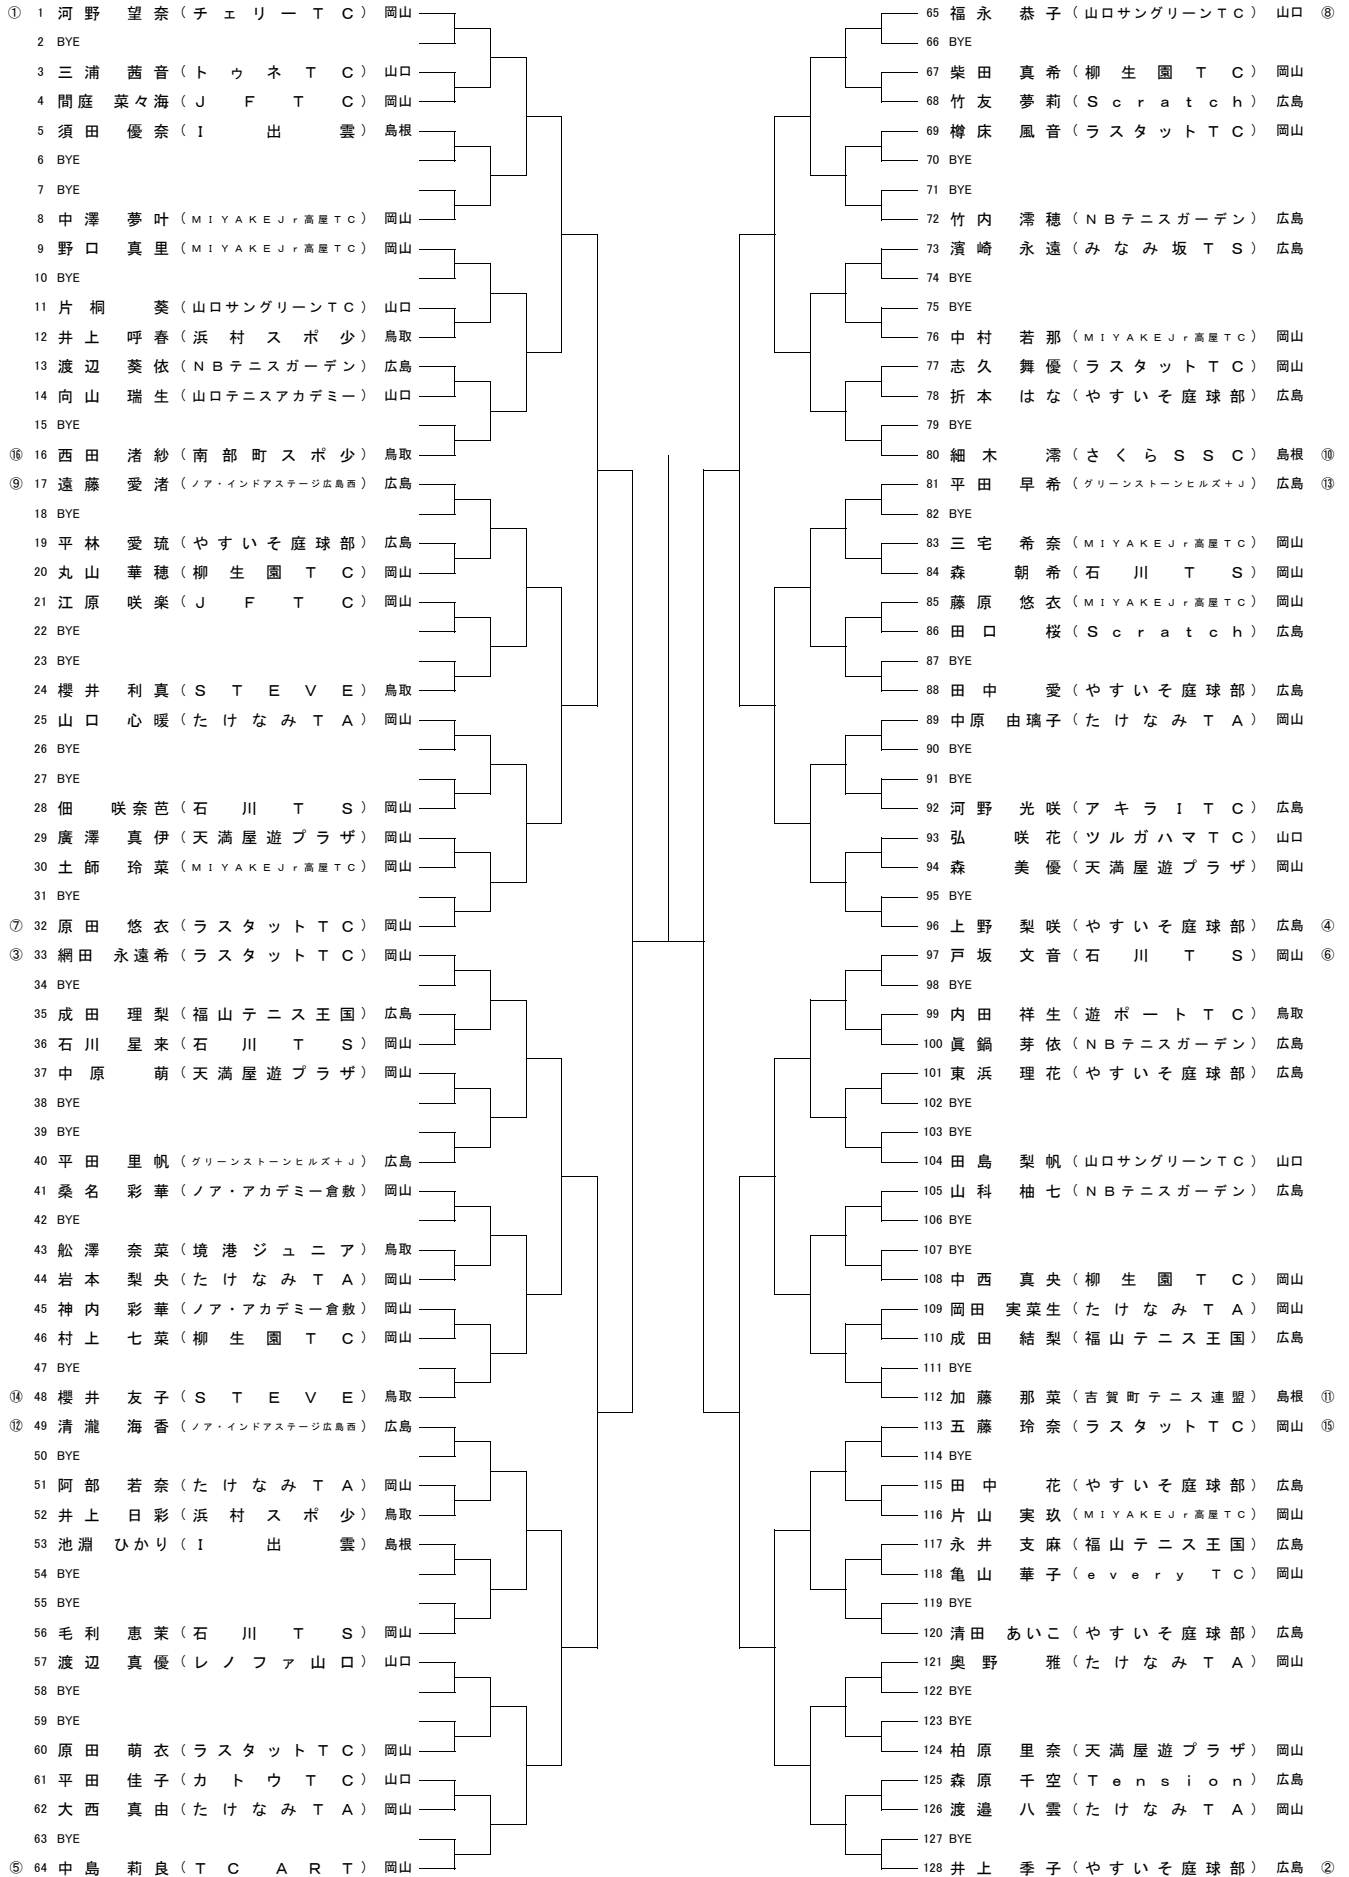 ① 1 河野 望奈（チェリーＴＣ）岡山
2 BYE
3 三浦 茜音（トゥネＴＣ）山口
4 間庭 菜々海（ＪＦＴＣ）岡山
5 須田 優奈（Ｉ出雲）島根
6 BYE
7 BYE
8 中澤 夢叶（ＭＩＹＡＫＥＪｒ高屋ＴＣ）岡山
9 野口 真里（ＭＩＹＡＫＥＪｒ高屋ＴＣ）岡山
10 BYE
11 片桐 葵（山口サングリーンＴＣ）山口
12 井上 呼春（浜村スポ少）鳥取
13 渡辺 葵依（ＮＢテニスガーデン）広島
14 向山 瑞生（山口テニスアカデミー）山口
15 BYE
⑯ 16 西田 渚紗（南部町スポ少）鳥取
⑨ 17 遠藤 愛渚（ノア・インドアステージ広島西）広島
18 BYE
19 平林 愛琉（やすいそ庭球部）広島
20 丸山 華穂（柳生園ＴＣ）岡山
21 江原 咲楽（ＪＦＴＣ）岡山
22 BYE
23 BYE
24 櫻井 利真（ＳＴＥＶＥ）鳥取
25 山口 心暖（たけなみＴＡ）岡山
26 BYE
27 BYE
28 佃 咲奈芭（石川ＴＳ）岡山
29 廣澤 真伊（天満屋遊プラザ）岡山
30 土師 玲菜（ＭＩＹＡＫＥＪｒ高屋ＴＣ）岡山
31 BYE
⑦ 32 原田 悠衣（ラスタットＴＣ）岡山
③ 33 網田 永遠希（ラスタットＴＣ）岡山
34 BYE
35 成田 理梨（福山テニス王国）広島
36 石川 星来（石川ＴＳ）岡山
37 中原 萌（天満屋遊プラザ）岡山
38 BYE
39 BYE
40 平田 里帆（グリーンストーンヒルズ＋Ｊ）広島
41 桑名 彩華（ノア・アカデミー倉敷）岡山
42 BYE
43 舩澤 奈菜（境港ジュニア）鳥取
44 岩本 梨央（たけなみＴＡ）岡山
45 神内 彩華（ノア・アカデミー倉敷）岡山
46 村上 七菜（柳生園ＴＣ）岡山
47 BYE
⑭ 48 櫻井 友子（ＳＴＥＶＥ）鳥取
⑫ 49 清瀧 海香（ノア・インドアステージ広島西）広島
50 BYE
51 阿部 若奈（たけなみＴＡ）岡山
52 井上 日彩（浜村スポ少）鳥取
53 池淵 ひかり（Ｉ出雲）島根
54 BYE
55 BYE
56 毛利 恵茉（石川ＴＳ）岡山
57 渡辺 真優（レノファ山口）山口
58 BYE
59 BYE
60 原田 萌衣（ラスタットＴＣ）岡山
61 平田 佳子（カトウＴＣ）山口
62 大西 真由（たけなみＴＡ）岡山
63 BYE
⑤ 64 中島 莉良（ＴＣ ＡＲＴ）岡山
65 福永 恭子（山口サングリーンＴＣ）山口 ⑧
66 BYE
67 柴田 真希（柳生園ＴＣ）岡山
68 竹友 夢莉（Ｓｃｒａｔｃｈ）広島
69 樽床 風音（ラスタットＴＣ）岡山
70 BYE
71 BYE
72 竹内 澪穂（ＮＢテニスガーデン）広島
73 濱崎 永遠（みなみ坂ＴＳ）広島
74 BYE
75 BYE
76 中村 若那（ＭＩＹＡＫＥＪｒ高屋ＴＣ）岡山
77 志久 舞優（ラスタットＴＣ）岡山
78 折本 はな（やすいそ庭球部）広島
79 BYE
80 細木 澪（さくらＳＳＣ）島根 ⑩
81 平田 早希（グリーンストーンヒルズ＋Ｊ）広島 ⑬
82 BYE
83 三宅 希奈（ＭＩＹＡＫＥＪｒ高屋ＴＣ）岡山
84 森 朝希（石川ＴＳ）岡山
85 藤原 悠衣（ＭＩＹＡＫＥＪｒ高屋ＴＣ）岡山
86 田口 桜（Ｓｃｒａｔｃｈ）広島
87 BYE
88 田中 愛（やすいそ庭球部）広島
89 中原 由璃子（たけなみＴＡ）岡山
90 BYE
91 BYE
92 河野 光咲（アキラＩＴＣ）広島
93 弘 咲花（ツルガハマＴＣ）山口
94 森 美優（天満屋遊プラザ）岡山
95 BYE
96 上野 梨咲（やすいそ庭球部）広島 ④
97 戸坂 文音（石川ＴＳ）岡山 ⑥
98 BYE
99 内田 祥生（遊ポートＴＣ）鳥取
100 眞鍋 芽依（ＮＢテニスガーデン）広島
101 東浜 理花（やすいそ庭球部）広島
102 BYE
103 BYE
104 田島 梨帆（山口サングリーンＴＣ）山口
105 山科 柚七（ＮＢテニスガーデン）広島
106 BYE
107 BYE
108 中西 真央（柳生園ＴＣ）岡山
109 岡田 実菜生（たけなみＴＡ）岡山
110 成田 結梨（福山テニス王国）広島
111 BYE
112 加藤 那菜（吉賀町テニス連盟）島根 ⑪
113 五藤 玲奈（ラスタットＴＣ）岡山 ⑮
114 BYE
115 田中 花（やすいそ庭球部）広島
116 片山 実玖（ＭＩＹＡＫＥＪｒ高屋ＴＣ）岡山
117 永井 支麻（福山テニス王国）広島
118 亀山 華子（ｅｖｅｒｙ ＴＣ）岡山
119 BYE
120 清田 あいこ（やすいそ庭球部）広島
121 奥野 雅（たけなみＴＡ）岡山
122 BYE
123 BYE
124 柏原 里奈（天満屋遊プラザ）岡山
125 森原 千空（Ｔｅｎｓｉｏｎ）広島
126 渡邉 八雲（たけなみＴＡ）岡山
127 BYE
128 井上 季子（やすいそ庭球部）広島 ②